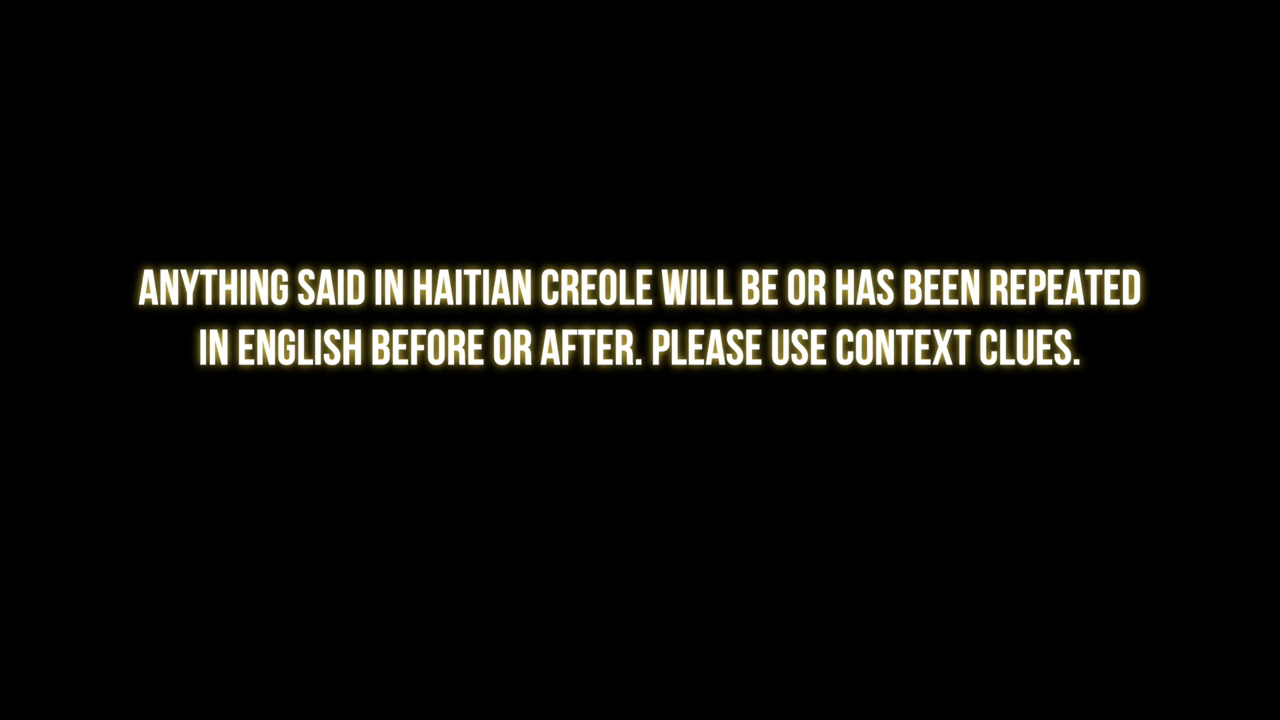 ANYTHING SAID IN HAITIAN CREOLE WILL BE OR HAS BEEN REPEATED
IN ENGLISH BEFORE OR AFTER. PLEASE USE CONTEXT CLUES.